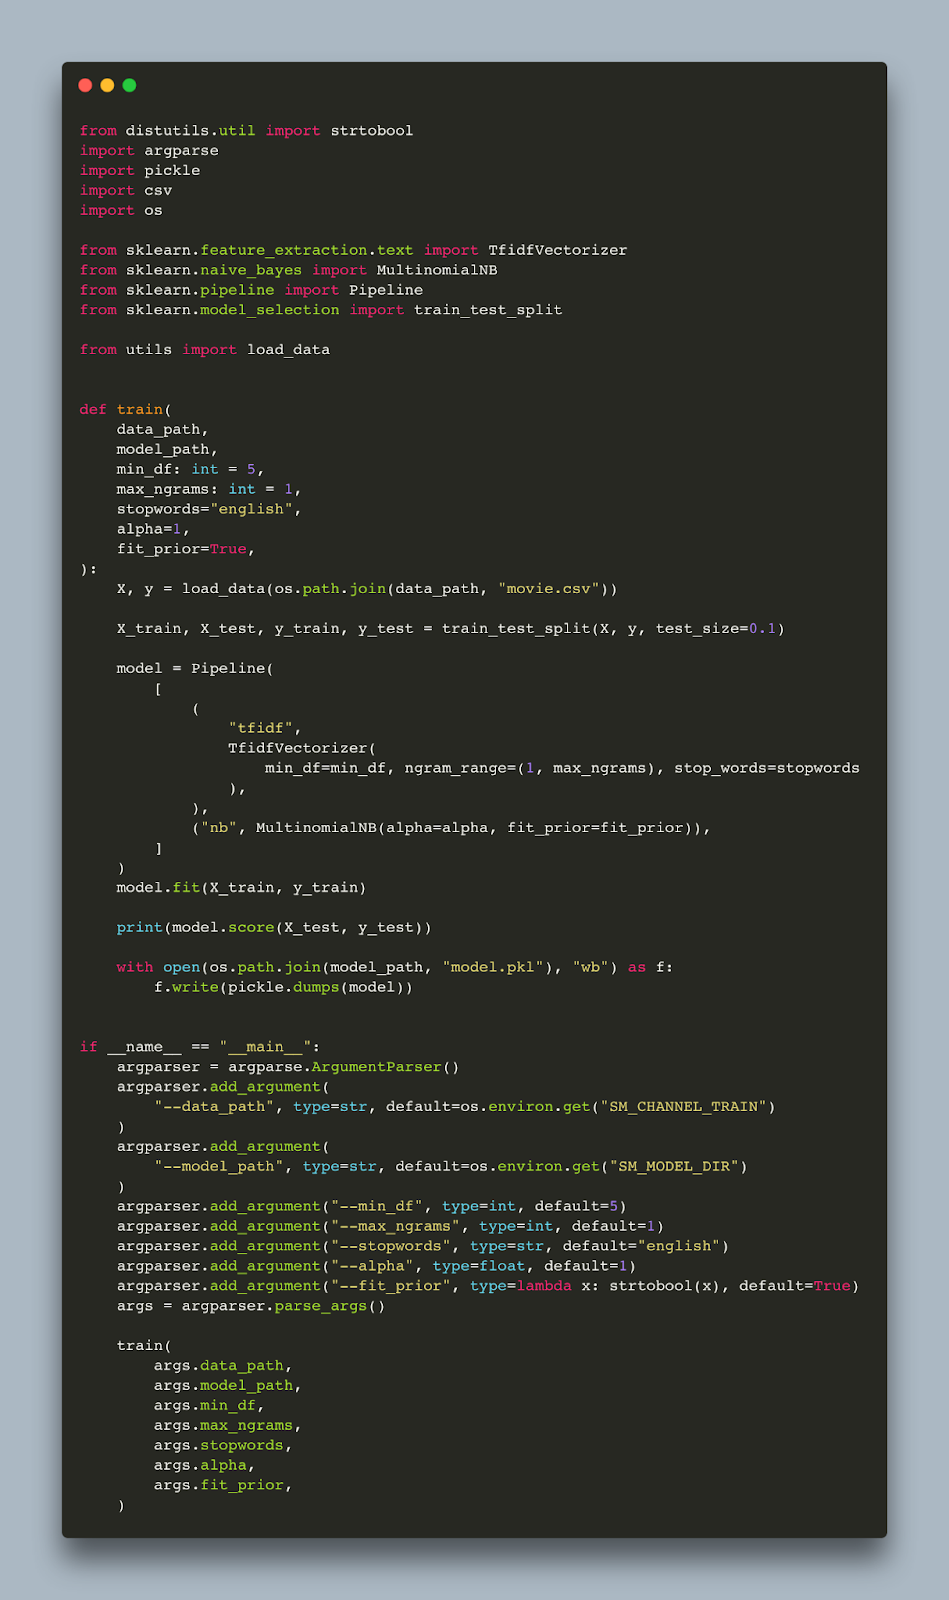 from distutils.util import strtobool
import argparse
import pickle
import csv
import os

from sklearn.feature_extraction.text import TfidfVectorizer
from sklearn.naive_bayes import MultinomialNB
from sklearn.pipeline import Pipeline
from sklearn.model_selection import train_test_split

from utils import load_data


def train(
    data_path,
    model_path,
    min_df: int = 5,
    max_ngrams: int = 1,
    stopwords="english",
    alpha=1,
    fit_prior=True,
):
    X, y = load_data(os.path.join(data_path, "movie.csv"))

    X_train, X_test, y_train, y_test = train_test_split(X, y, test_size=0.1)

    model = Pipeline(
        [
            (
                "tfidf",
                TfidfVectorizer(
                    min_df=min_df, ngram_range=(1, max_ngrams), stop_words=stopwords
                ),
            ),
            ("nb", MultinomialNB(alpha=alpha, fit_prior=fit_prior)),
        ]
    )
    model.fit(X_train, y_train)

    print(model.score(X_test, y_test))

    with open(os.path.join(model_path, "model.pkl"), "wb") as f:
        f.write(pickle.dumps(model))


if __name__ == "__main__":
    argparser = argparse.ArgumentParser()
    argparser.add_argument(
        "--data_path", type=str, default=os.environ.get("SM_CHANNEL_TRAIN")
    )
    argparser.add_argument(
        "--model_path", type=str, default=os.environ.get("SM_MODEL_DIR")
    )
    argparser.add_argument("--min_df", type=int, default=5)
    argparser.add_argument("--max_ngrams", type=int, default=1)
    argparser.add_argument("--stopwords", type=str, default="english")
    argparser.add_argument("--alpha", type=float, default=1)
    argparser.add_argument("--fit_prior", type=lambda x: strtobool(x), default=True)
    args = argparser.parse_args()

    train(
        args.data_path,
        args.model_path,
        args.min_df,
        args.max_ngrams,
        args.stopwords,
        args.alpha,
        args.fit_prior,
    )